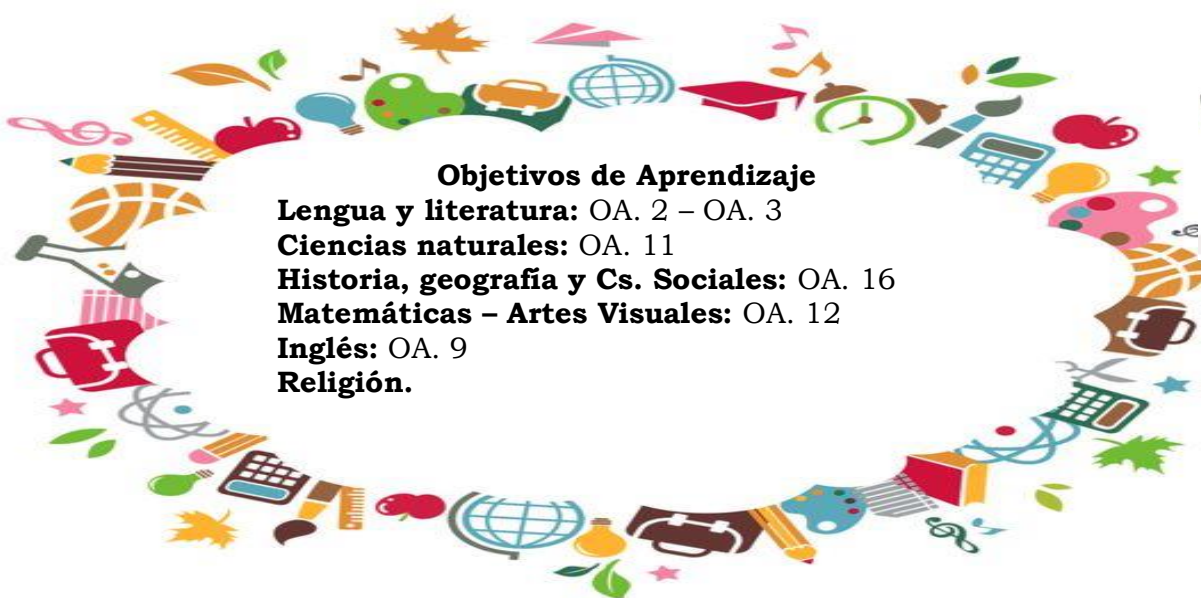 Objetivos de Aprendizaje
Lengua y literatura: OA. 2 – OA. 3
Ciencias naturales: OA. 11
Historia, geografía y Cs. Sociales: OA. 16
Matemáticas – Artes Visuales: OA. 12
Inglés: OA. 9
Religión.